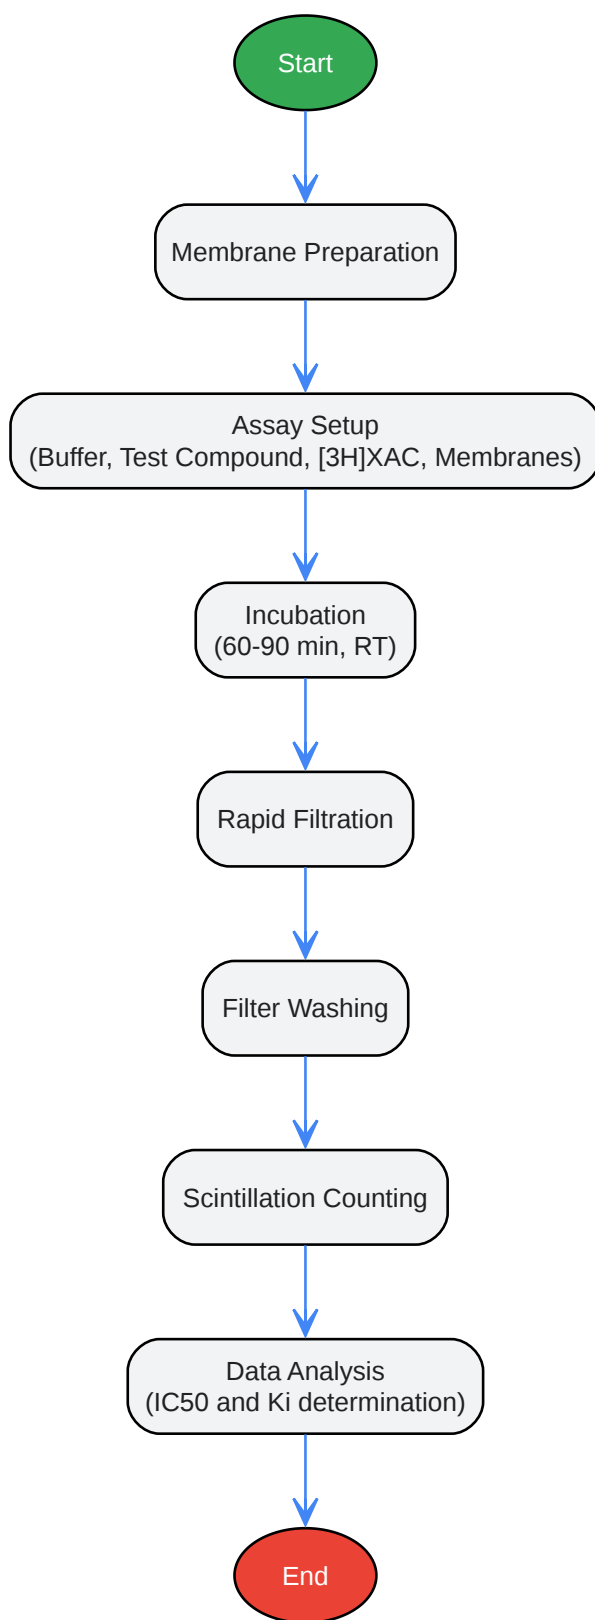 Start
Membrane Preparation
Assay Setup
(Buffer, Test Compound, [3H]XAC, Membranes)
Incubation
(60-90 min, RT)
Rapid Filtration
Filter Washing
Scintillation Counting
Data Analysis
(IC50 and Ki determination)
End